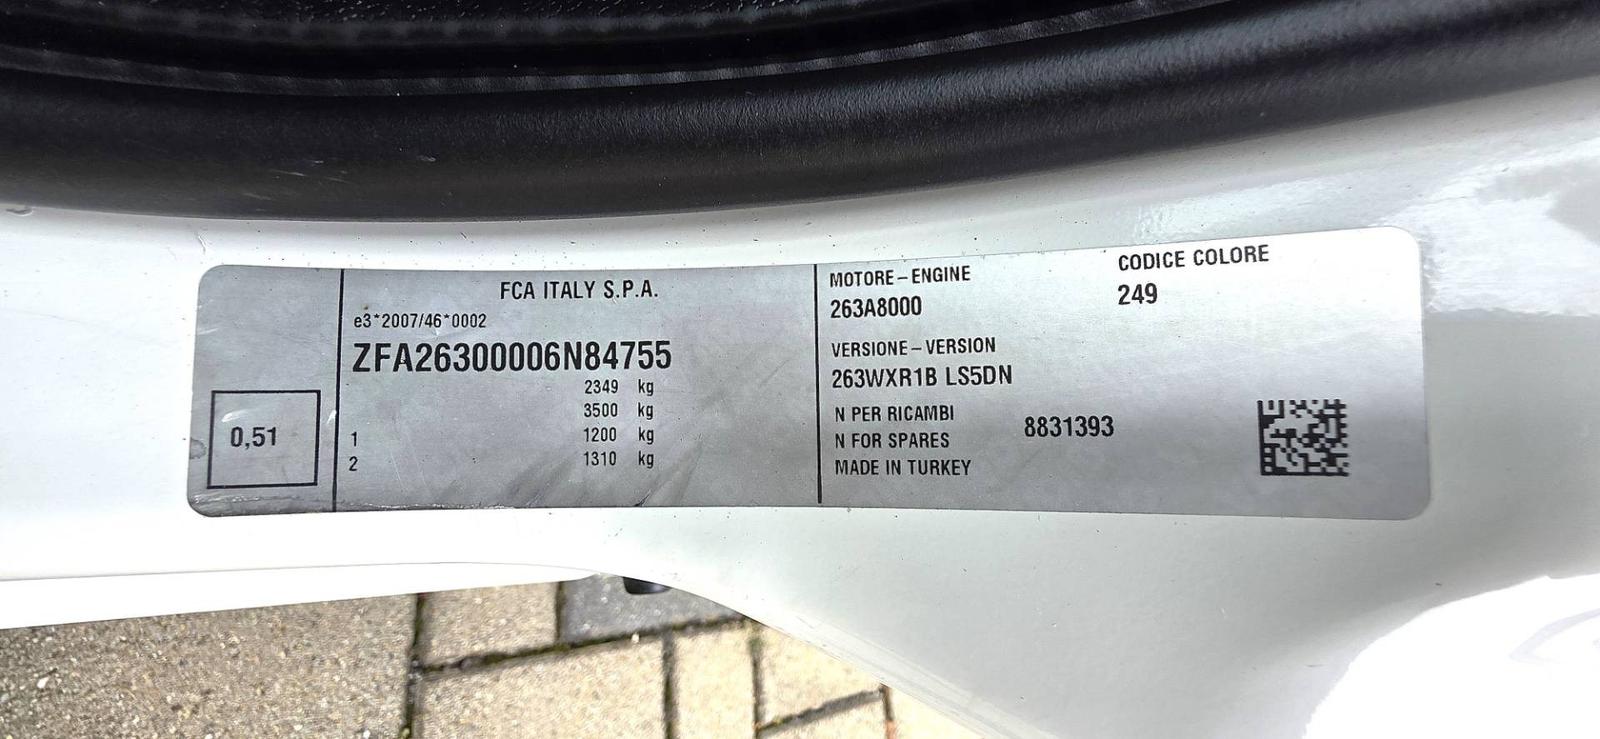 0,51
FCA ITALY S.P.A.
e3*2007/46*0002
ZFA26300006N84755
2349 kg
3500 kg
1 1200 kg
2 1310 kg
MOTORE-ENGINE
263A8000
CODICE COLORE
249
VERSIONE-VERSION
263WXR1B LS5DN
N PER RICAMBI
N FOR SPARES
8831393
MADE IN TURKEY